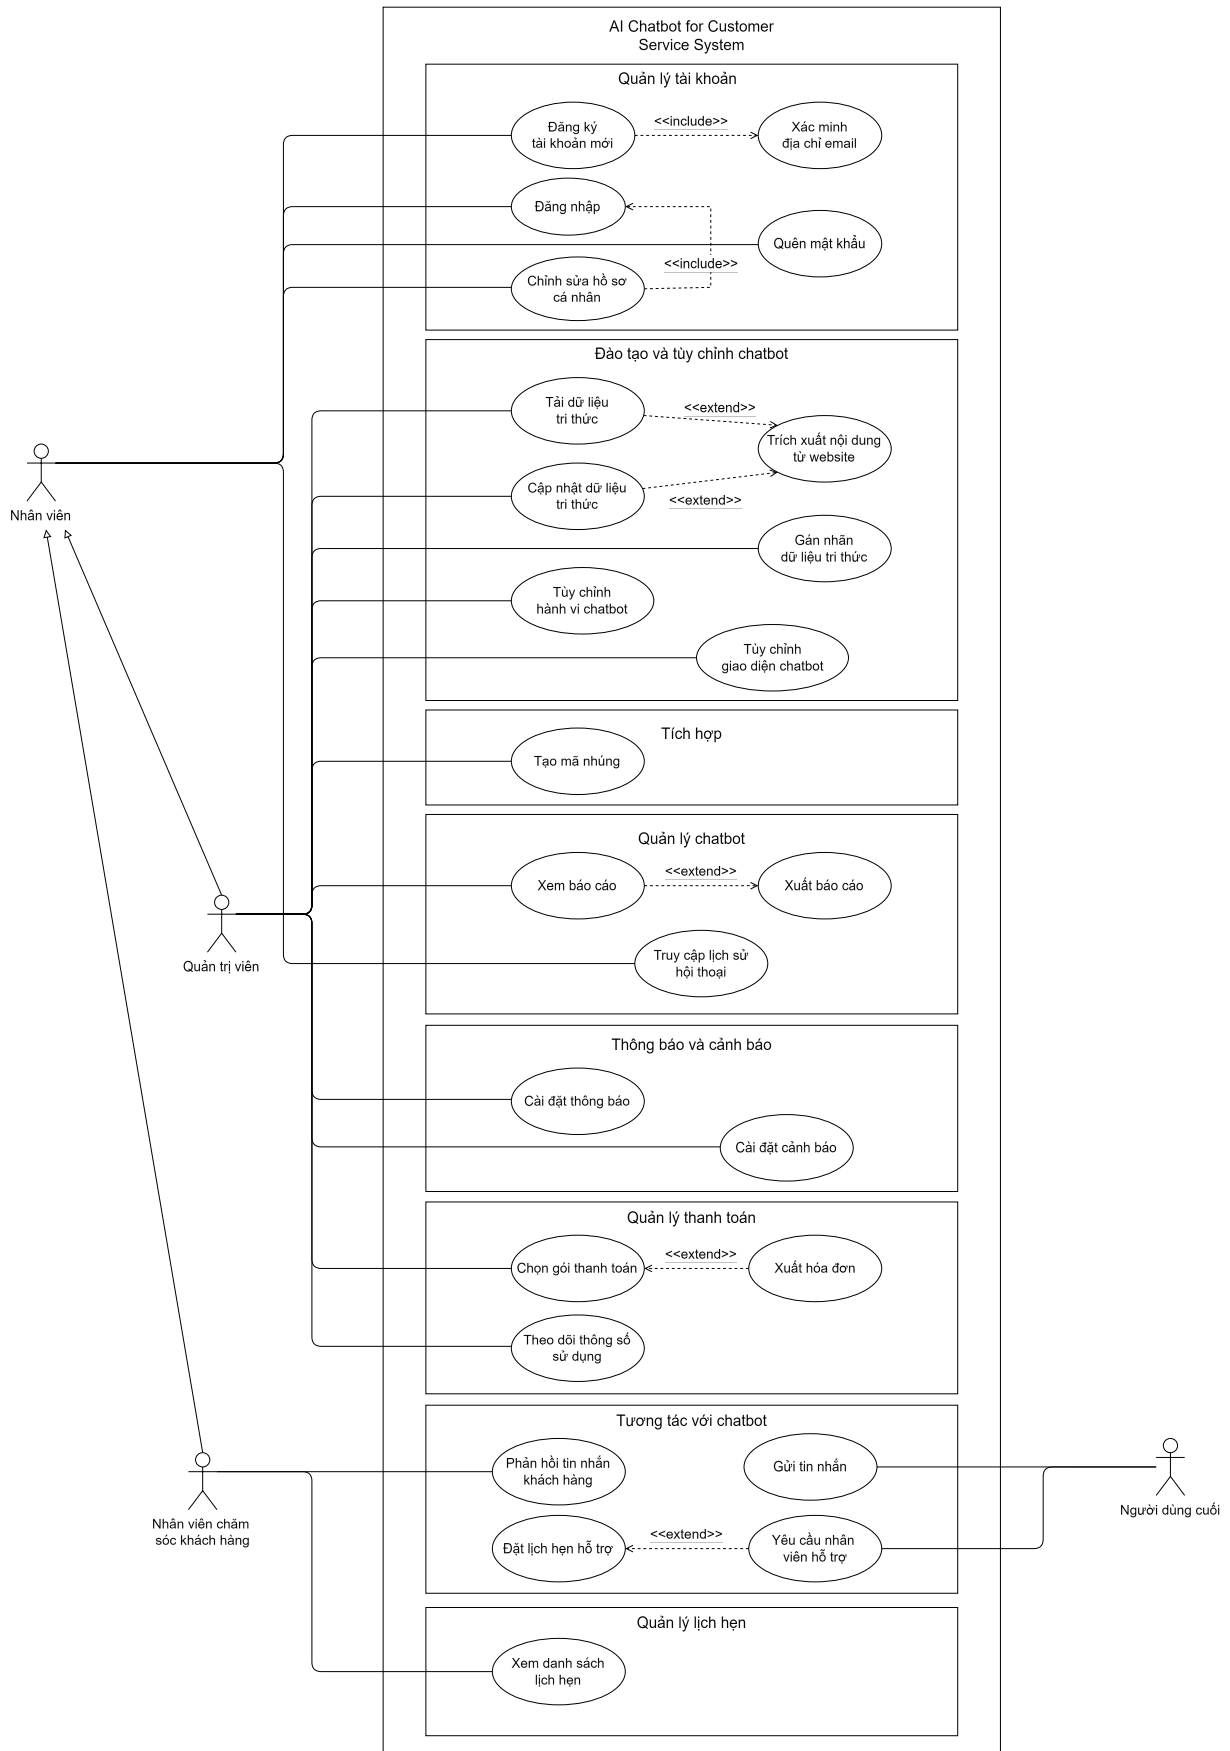 AI Chatbot for Customer
Service System
Quản lý tài khoản
Đăng ký
tài khoản mới
<<include>>
Xác minh
địa chỉ email
Đăng nhập
Quên mật khẩu
<<include>>
Chỉnh sửa hồ sơ
cá nhân
Đào tạo và tùy chỉnh chatbot
Tải dữ liệu
tri thức
<<extend>>
Trích xuất nội dung
từ website
Cập nhật dữ liệu
tri thức
<<extend>>
Nhân viên
Gán nhãn
dữ liệu tri thức
Tùy chỉnh
hành vi chatbot
Tùy chỉnh
giao diện chatbot
Tích hợp
Tạo mã nhúng
Quản lý chatbot
Xem báo cáo
<<extend>>
Xuất báo cáo
Quản trị viên
Truy cập lịch sử
hội thoại
Thông báo và cảnh báo
Cài đặt thông báo
Cài đặt cảnh báo
Quản lý thanh toán
Chọn gói thanh toán
<<extend>>
Xuất hóa đơn
Theo dõi thông số
sử dụng
Tương tác với chatbot
Phản hồi tin nhắn
khách hàng
Gửi tin nhắn
Người dùng cuối
Nhân viên chăm
sóc khách hàng
Đặt lịch hẹn hỗ trợ
<<extend>>
Yêu cầu nhân
viên hỗ trợ
Quản lý lịch hẹn
Xem danh sách
lịch hẹn